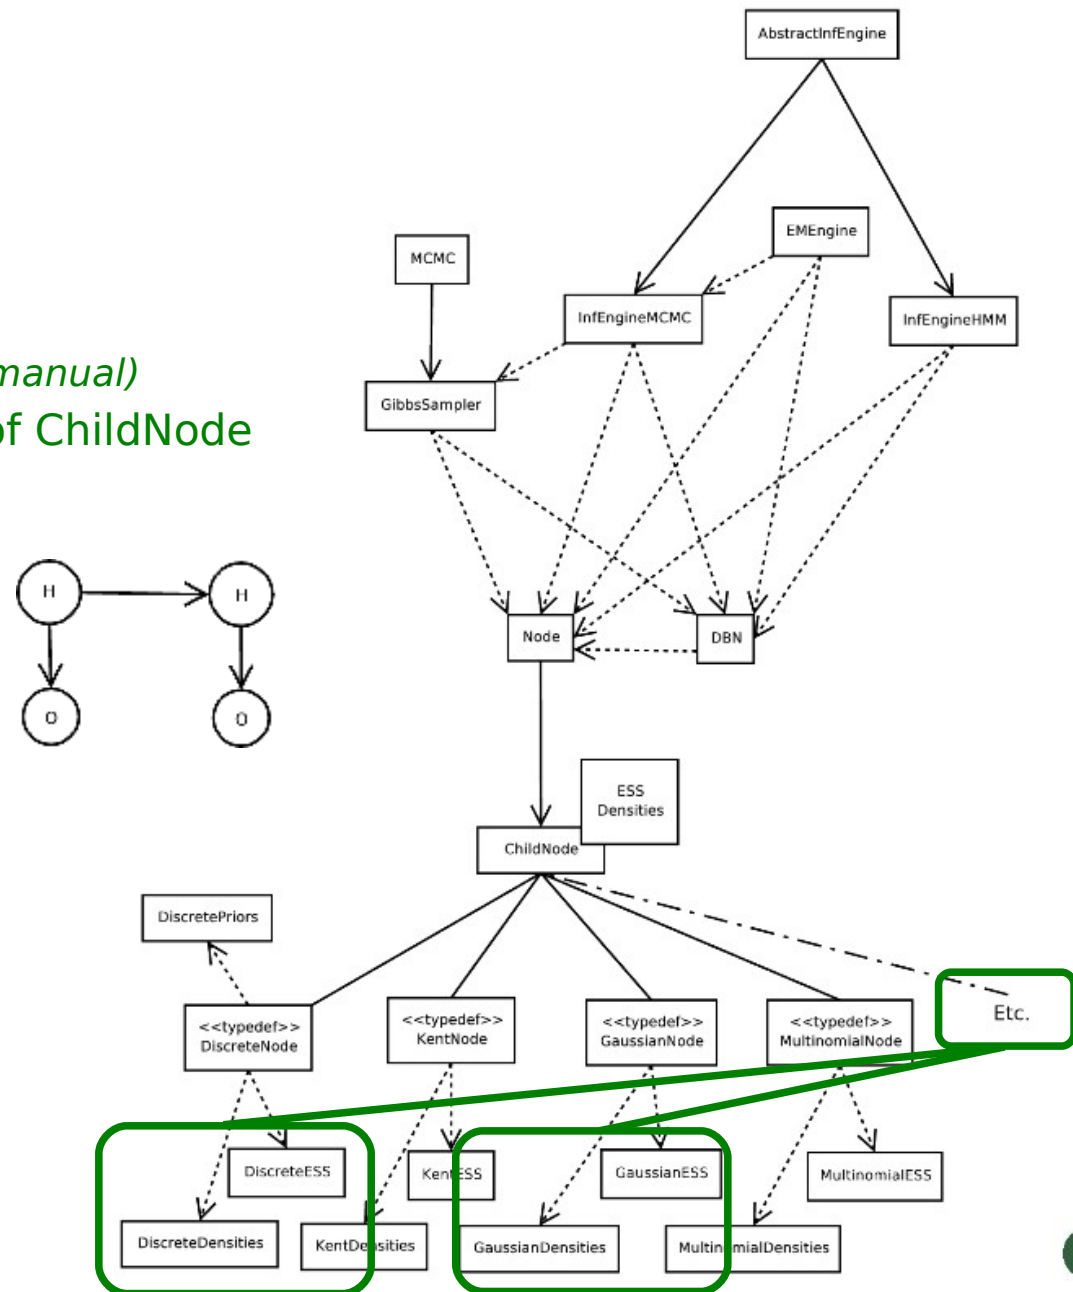 AbstractInfEngine
EMEngine
MCMC
InfEngineMCMC
InfEngineHMM
manual)
GibbsSampler
of ChildNode
H
H
Node
DBN
O
O
ESS
Densities
ChildNode
DiscretePriors
<<typedef>>
DiscreteNode
<<typedef>>
KentNode
<<typedef>>
GaussianNode
<<typedef>>
MultinomialNode
Etc.
DiscreteESS
KentESS
GaussianESS
MultinomialESS
DiscreteDensities
KentDensities
GaussianDensities
MultinomialDensities